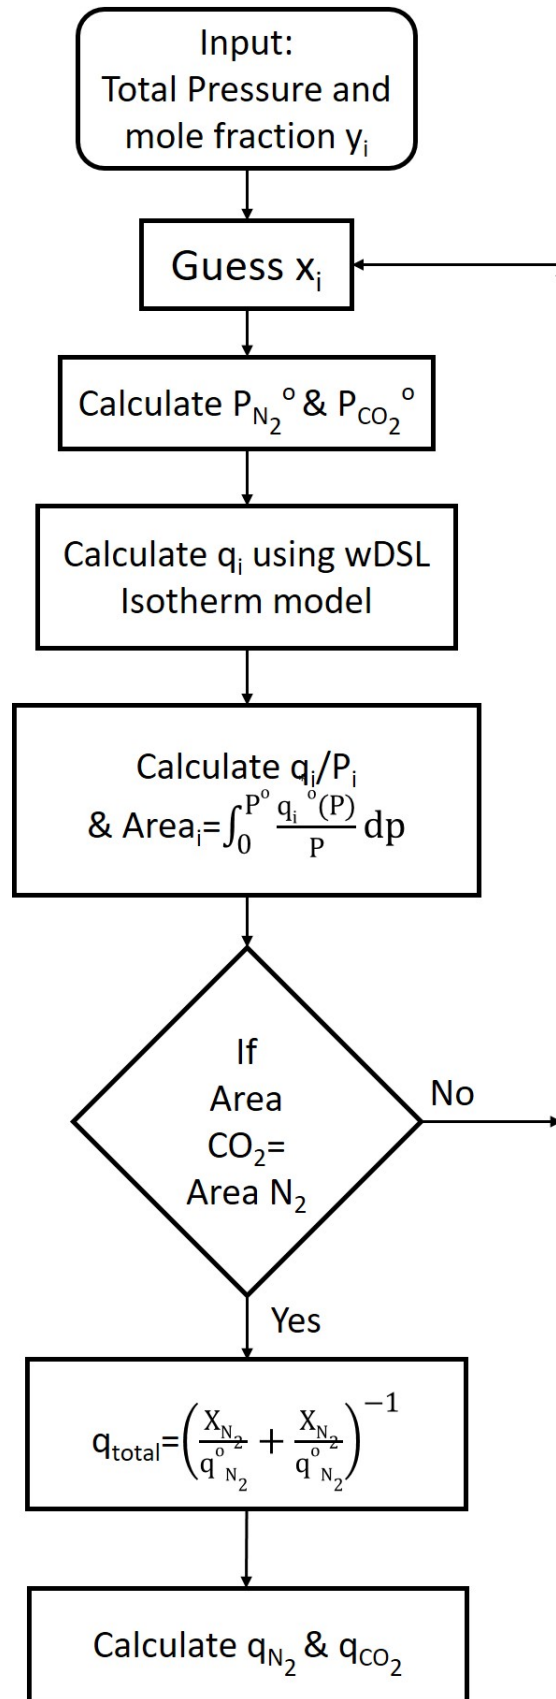 Input:
Total Pressure and
mole fraction yᵢ
Guess xᵢ
Calculate P_N₂° & P_CO₂°
Calculate qᵢ using wDSL
Isotherm model
Calculate qᵢ/Pᵢ
& Areaᵢ=∫₀^P° qᵢ°(P)/P dp
If
Area
CO₂=
Area N₂
No
Yes
q_total=(X_N₂/q°_N₂ + X_N₂/q°_N₂)⁻¹
Calculate q_N₂ & q_CO₂